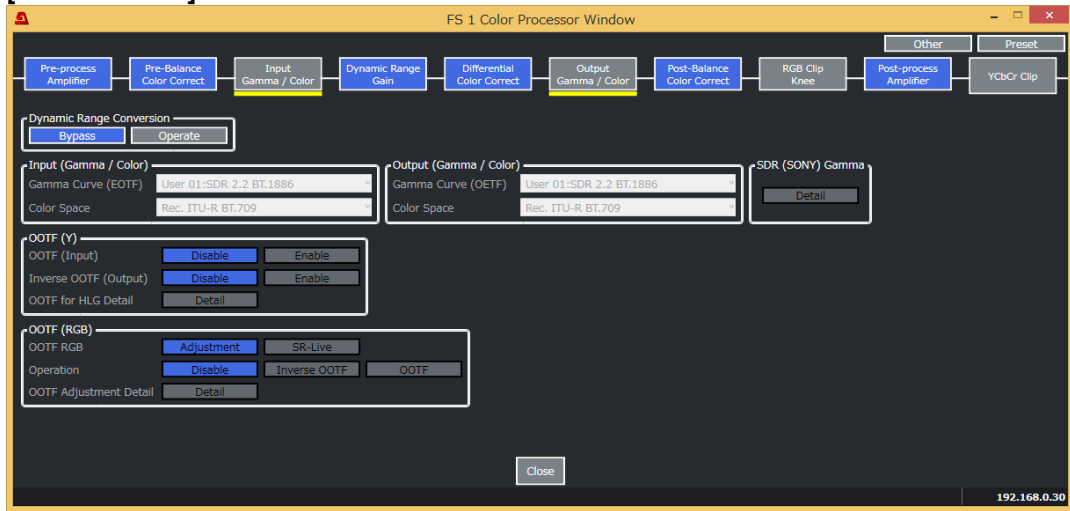 FS 1 Color Processor Window
Other Preset
Pre-process Amplifier
Pre-Balance Color Correct
Input Gamma / Color
Dynamic Range Gain
Differential Color Correct
Output Gamma / Color
Post-Balance Color Correct
RGB Clip Knee
Post-process Amplifier
YCbCr Clip
Dynamic Range Conversion
Bypass Operate
Input (Gamma / Color)
Gamma Curve (EOTF) User 01:SDR 2.2 BT.1886
Color Space Rec. ITU-R BT.709
Output (Gamma / Color)
Gamma Curve (OETF) User 01:SDR 2.2 BT.1886
Color Space Rec. ITU-R BT.709
SDR (SONY) Gamma
Detail
OOTF (Y)
OOTF (Input) Disable Enable
Inverse OOTF (Output) Disable Enable
OOTF for HLG Detail Detail
OOTF (RGB)
OOTF RGB Adjustment SR-Live
Operation Disable Inverse OOTF OOTF
OOTF Adjustment Detail Detail
Close
192.168.0.30